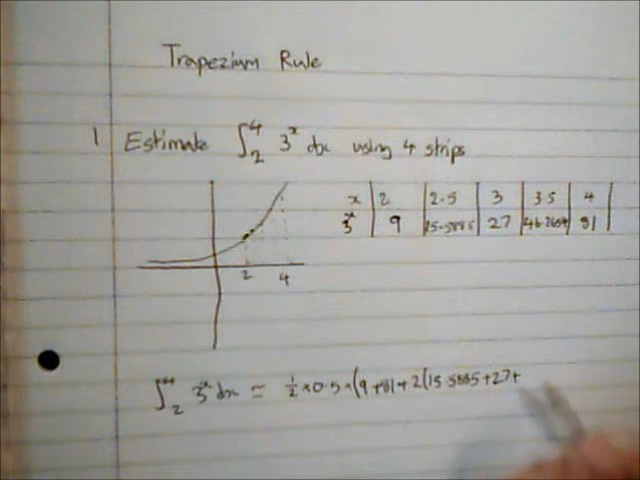 Trapezium Rule
1 Estimate ∫₂⁴ 3ˣ dx using 4 strips
x | 2 | 2.5 | 3 | 3.5 | 4
3ˣ | 9 | 15.5885 | 27 | 46.7654 | 81
2 4
∫₂⁴ 3ˣ dx ≃ ½ × 0.5 × (9 + 81 + 2(15.5885 + 27 +